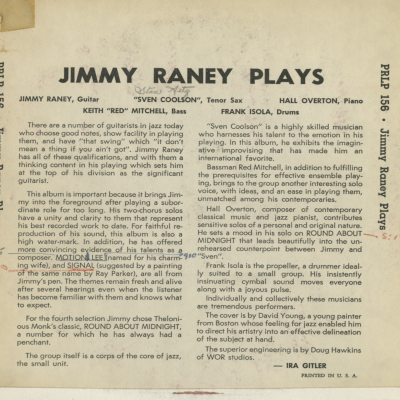 JIMMY RANEY PLAYS
Stan Getz
JIMMY RANEY, Guitar "SVEN COOLSON", Tenor Sax HALL OVERTON, Piano
KEITH "RED" MITCHELL, Bass FRANK ISOLA, Drums
There are a number of guitarists in jazz today
who choose good notes, show facility in playing
them, and have "that swing" which "it don't
mean a thing if you ain't got". Jimmy Raney
has all of these qualifications, and with them a
thinking content in his playing which sets him
at the top of his division as the significant
guitarist.
This album is important because it brings Jim-
my into the foreground after playing a subor-
dinate role for too long. His two-chorus solos
have a unity and clarity to them that represent
his best recorded work to date. For faithful re-
production of his sound, this album is also a
high water-mark. In addition, he has offered
more convincing evidence of his talents as a
composer. MOTION LEE (named for his charm-
ing wife), and SIGNAL (suggested by a painting
of the same name by Ray Parker), are all from
Jimmy's pen. The themes remain fresh and alive
after several hearings even when the listener
has become familiar with them and knows what
to expect.
For the fourth selection Jimmy chose Theloni-
ous Monk's classic, ROUND ABOUT MIDNIGHT,
a number for which he has always had a
penchant.
The group itself is a corps of the core of jazz,
the small unit.
"Sven Coolson" is a highly skilled musician
who harnesses his talent to the emotion in his
playing. In this album, he exhibits the imagin-
ative improvising that has made him an
international favorite.
Bassman Red Mitchell, in addition to fulfilling
the prerequisites for effective ensemble play-
ing, brings to the group another interesting solo
voice, with ideas, and an ease in playing them,
unmatched among his contemporaries.
Hall Overton, composer of contemporary
classical music and jazz pianist, contributes
sensitive solos of a personal and original nature.
He sets a mood in his solo on ROUND ABOUT
MIDNIGHT that leads beautifully into the un-
rehearsed counterpoint between Jimmy and
"Sven".
Frank Isola is the propeller, a drummer ideal-
ly suited to a small group. His insistently
insinuating cymbal sound moves everyone
along with a joyous pulse.
Individually and collectively these musicians
are tremendous performers.
The cover is by David Young, a young painter
from Boston whose feeling for jazz enabled him
to direct his artistry into an effective delineation
of the subject at hand.
The superior engineering is by Doug Hawkins
of WOR studios.
— IRA GITLER
PRINTED IN U. S. A.
PRLP 156 • Jimmy Raney Plays